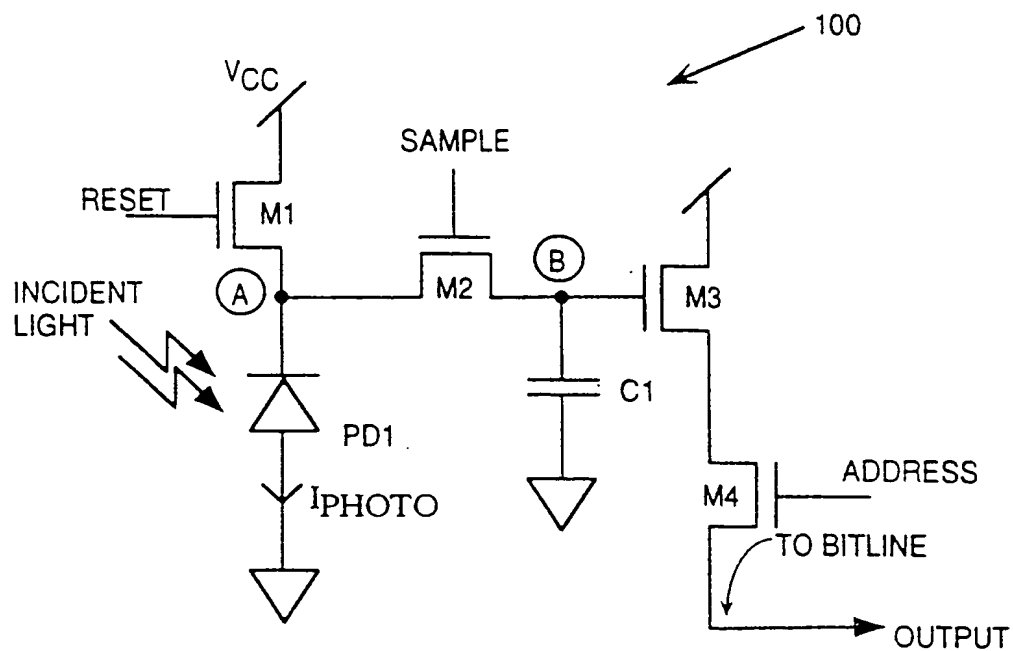 100
VCC
SAMPLE
RESET
M1
A
B
M2
M3
INCIDENT
LIGHT
C1
PD1
IPHOTO
M4
ADDRESS
TO BITLINE
OUTPUT